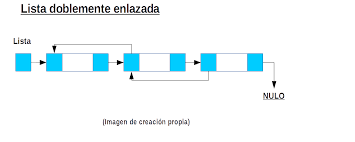 Lista doblemente enlazada
Lista
NULO
(Imagen de creación propia)